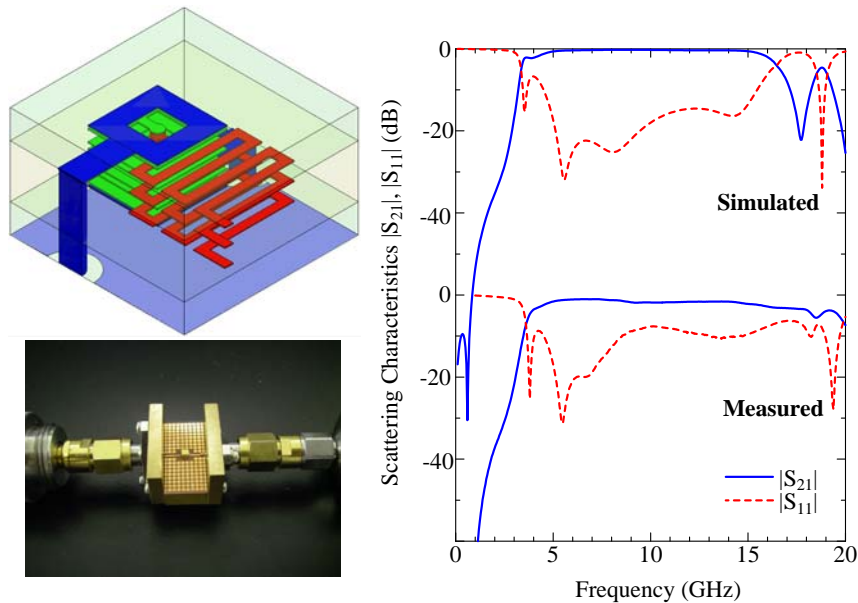 Scattering Characteristics |S₂₁|, |S₁₁| (dB)
0
-20
-40
0
-20
-40
Simulated
Measured
|S₂₁|
|S₁₁|
0 5 10 15 20
Frequency (GHz)